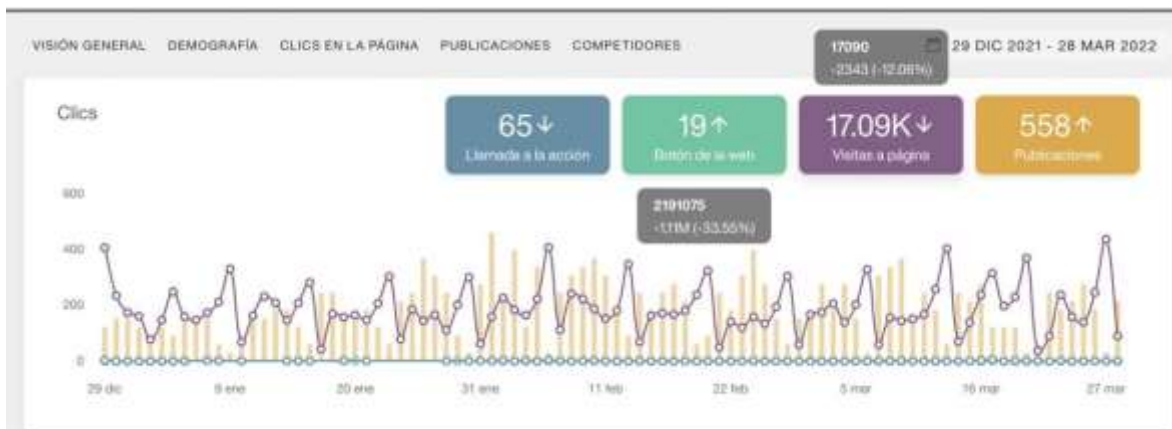 VISIÓN GENERAL DEMOGRAFÍA CLICS EN LA PÁGINA PUBLICACIONES COMPETIDORES
17090
-2343 (-12.06%)
29 DIC 2021 - 28 MAR 2022
Clics
65↓
Llamada a la acción
19↑
Botón de la web
17.09K↓
Visitas a página
558↑
Publicaciones
2191075
-1.11M (-33.55%)
600
400
200
0
29 dic 9 ene 20 ene 31 ene 11 feb 22 feb 5 mar 16 mar 27 mar